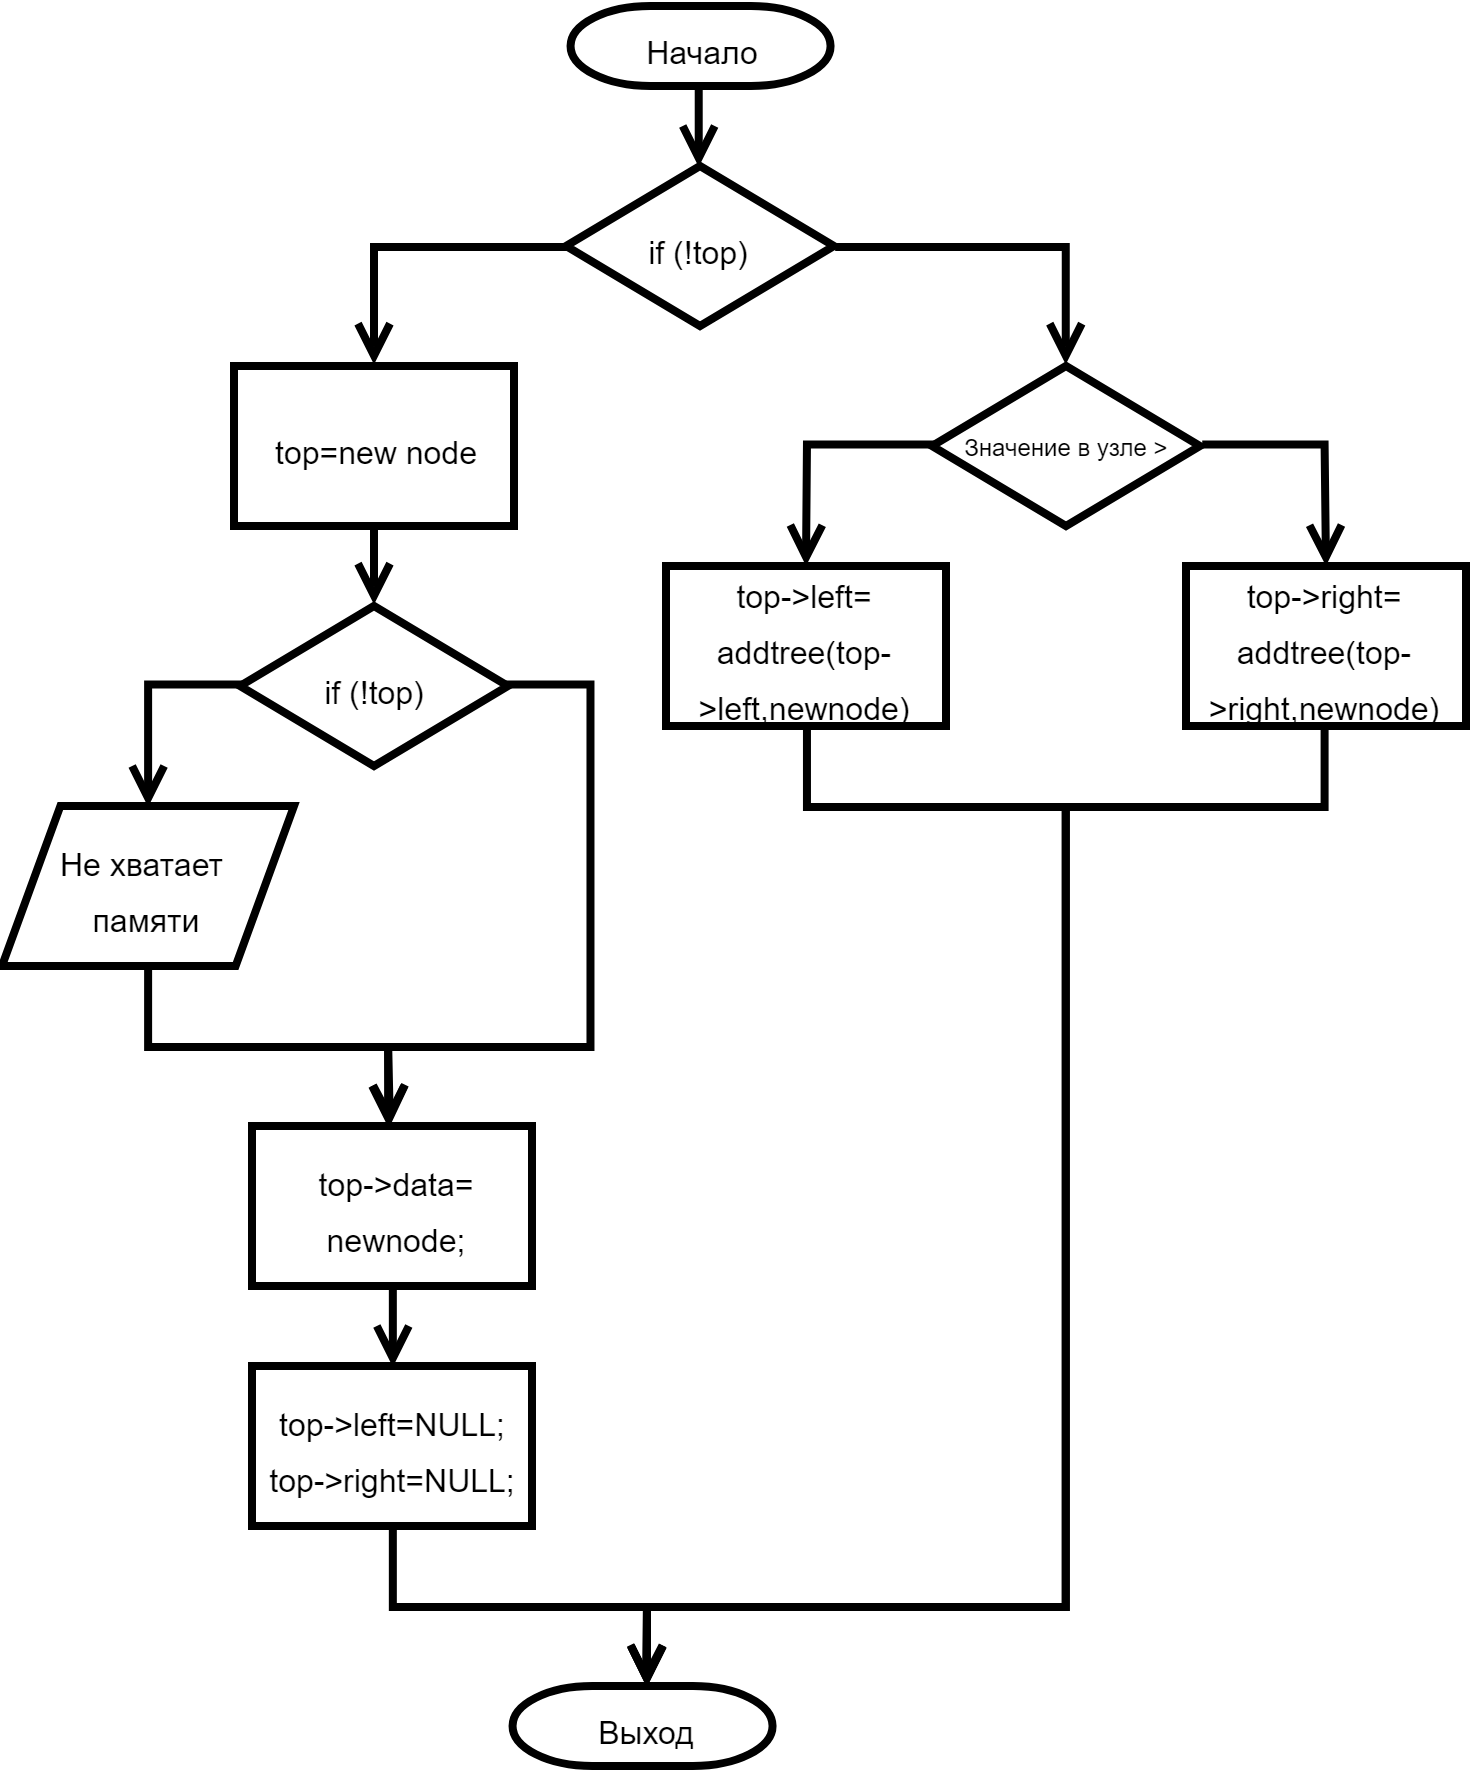 Начало
if (!top)
top=new node
Значение в узле >
top->left=
addtree(top-
>left,newnode)
top->right=
addtree(top-
>right,newnode)
if (!top)
Не хватает
памяти
top->data=
newnode;
top->left=NULL;
top->right=NULL;
Выход